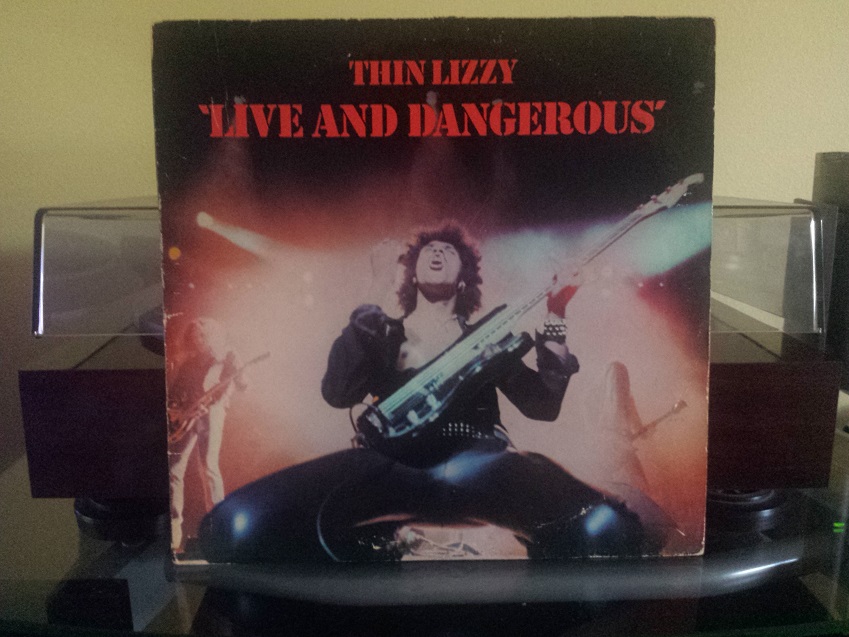 THIN LIZZY
'LIVE AND DANGEROUS'